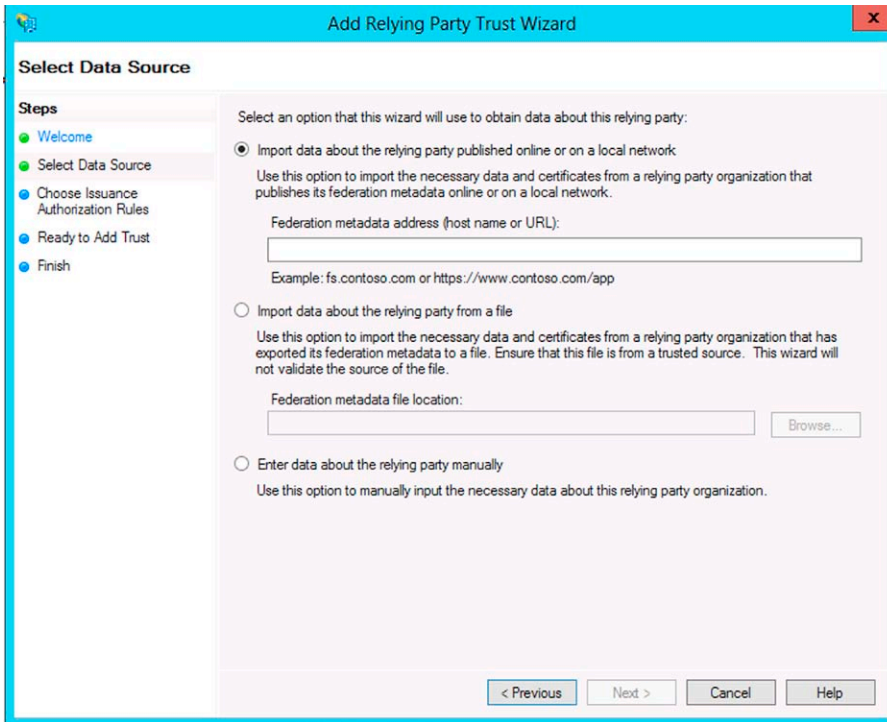 Add Relying Party Trust Wizard
x
Select Data Source
Steps
Welcome
Select Data Source
Choose Issuance
Authorization Rules
Ready to Add Trust
Finish
Select an option that this wizard will use to obtain data about this relying party:
Import data about the relying party published online or on a local network
Use this option to import the necessary data and certificates from a relying party organization that
publishes its federation metadata online or on a local network.
Federation metadata address (host name or URL):
Example: fs.contoso.com or https://www.contoso.com/app
Import data about the relying party from a file
Use this option to import the necessary data and certificates from a relying party organization that has
exported its federation metadata to a file. Ensure that this file is from a trusted source. This wizard will
not validate the source of the file.
Federation metadata file location:
Browse...
Enter data about the relying party manually
Use this option to manually input the necessary data about this relying party organization.
< Previous
Next >
Cancel
Help